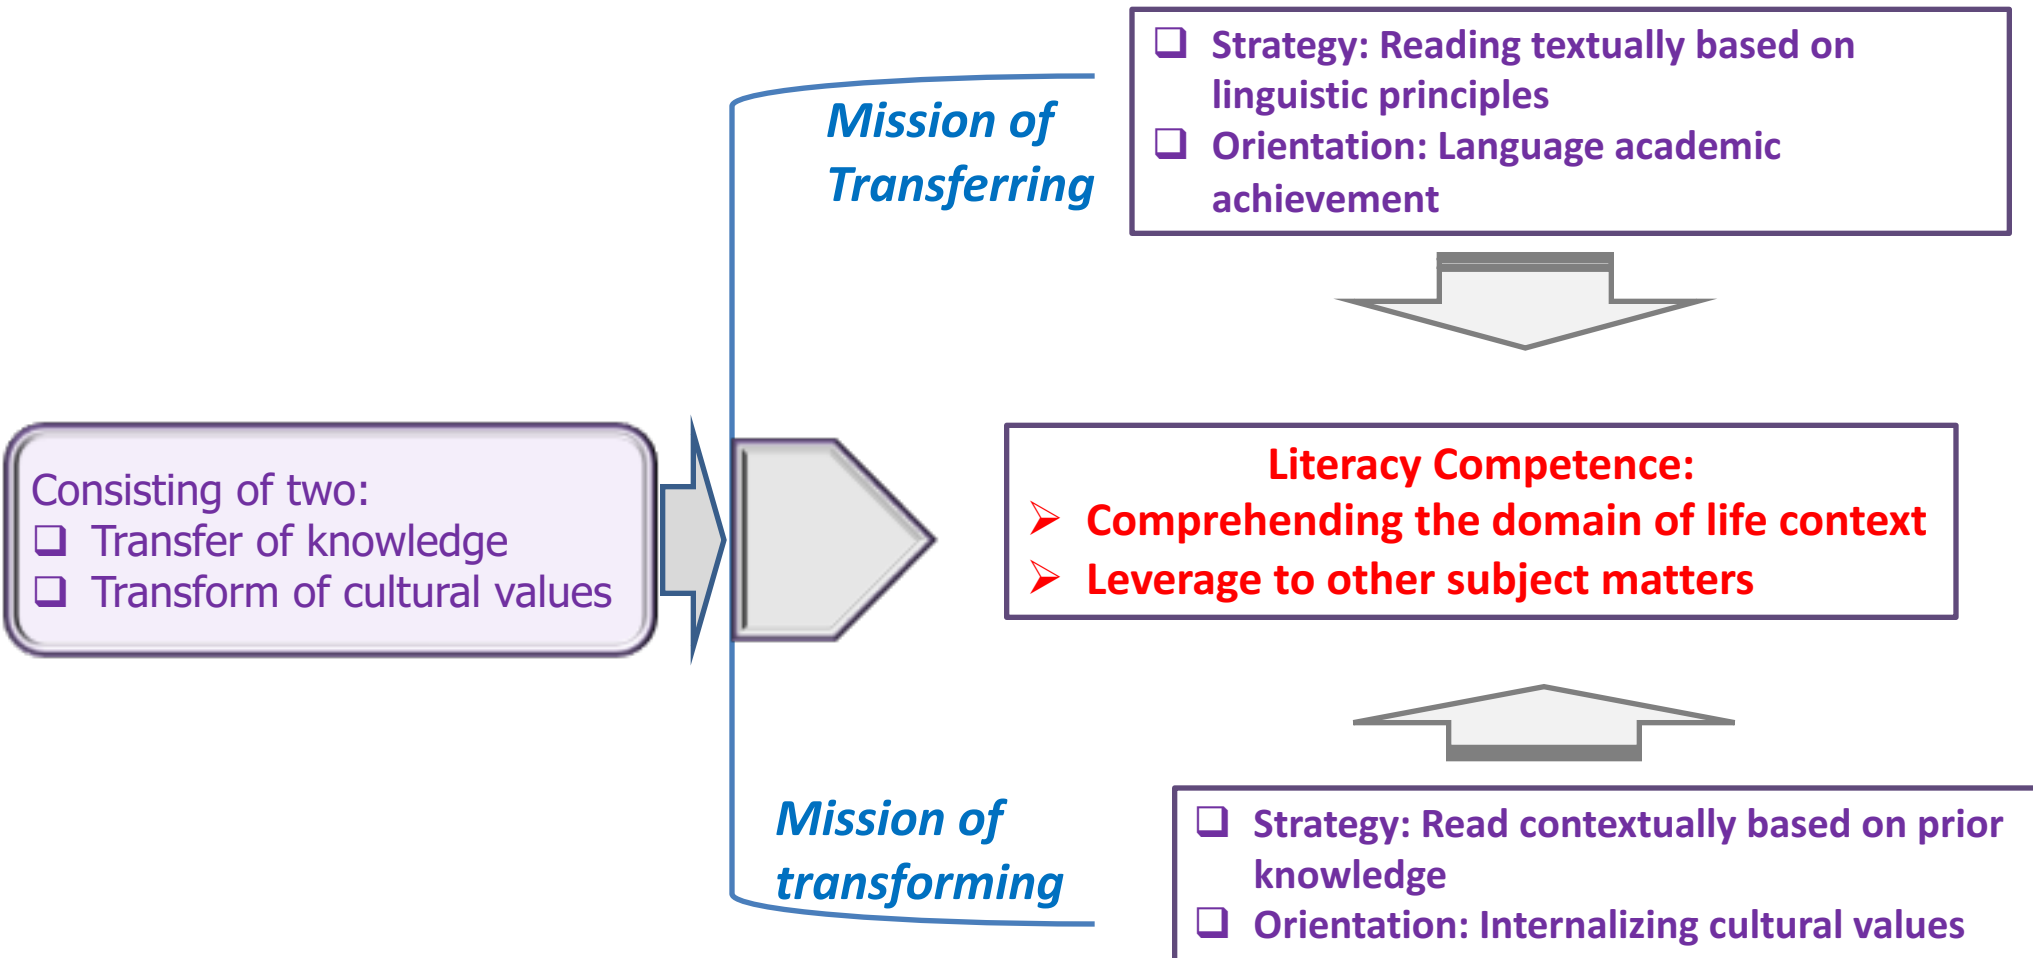 Consisting of two:
❑ Transfer of knowledge
❑ Transform of cultural values
Mission of
Transferring
❑ Strategy: Reading textually based on
linguistic principles
❑ Orientation: Language academic
achievement
Literacy Competence:
➢ Comprehending the domain of life context
➢ Leverage to other subject matters
Mission of
transforming
❑ Strategy: Read contextually based on prior
knowledge
❑ Orientation: Internalizing cultural values